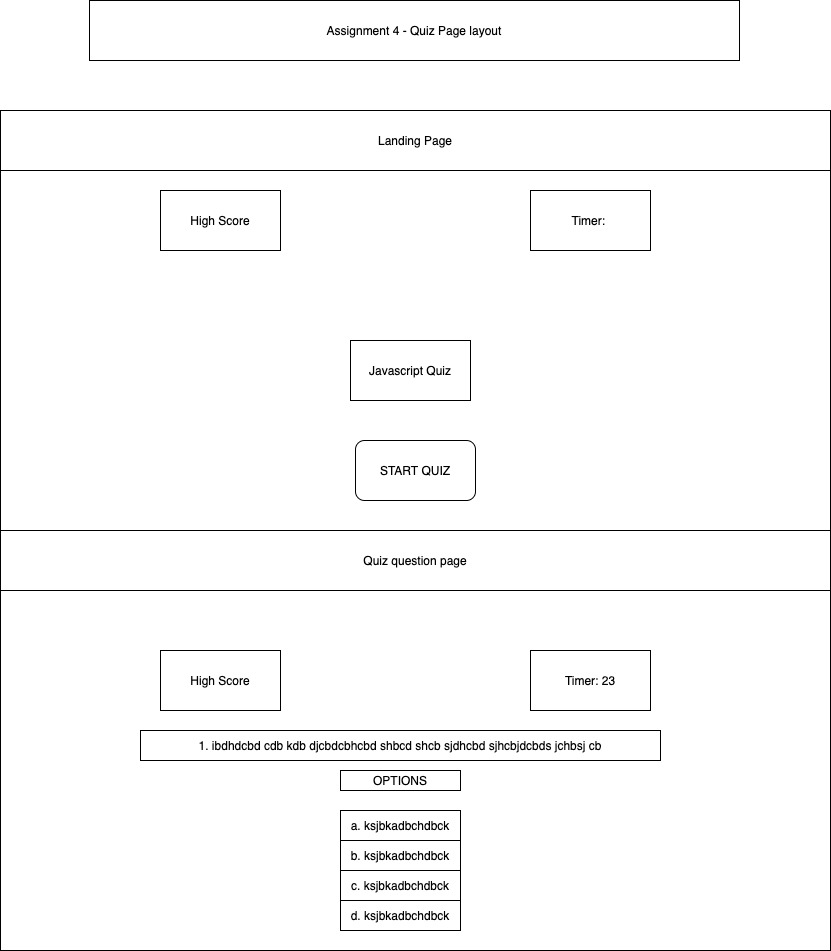 Assignment 4 - Quiz Page layout
Landing Page
High Score
Timer:
Javascript Quiz
START QUIZ
Quiz question page
High Score
Timer: 23
1. ibdhdcbd cdb kdb djcbdcbhcbd shbcd shcb sjdhcbd sjhcbjdcbds jchbsj cb
OPTIONS
a. ksjbkadbchdbck
b. ksjbkadbchdbck
c. ksjbkadbchdbck
d. ksjbkadbchdbck